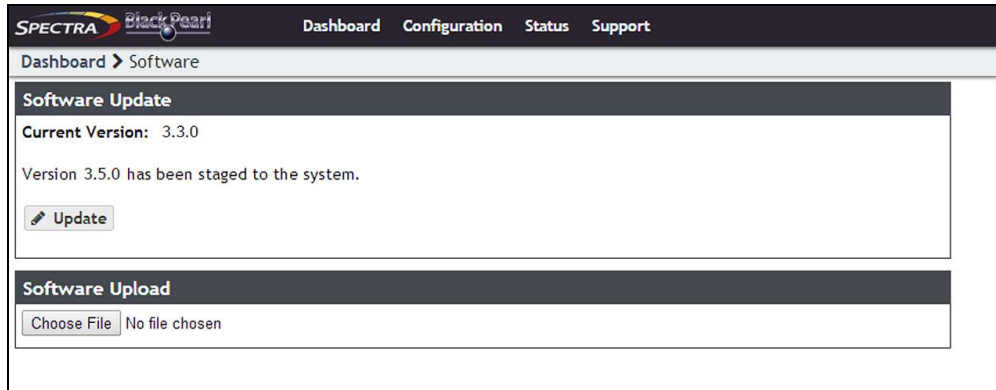 SPECTRA BlackPearl Dashboard Configuration Status Support
Dashboard > Software
Software Update
Current Version: 3.3.0
Version 3.5.0 has been staged to the system.
Update
Software Upload
Choose File No file chosen